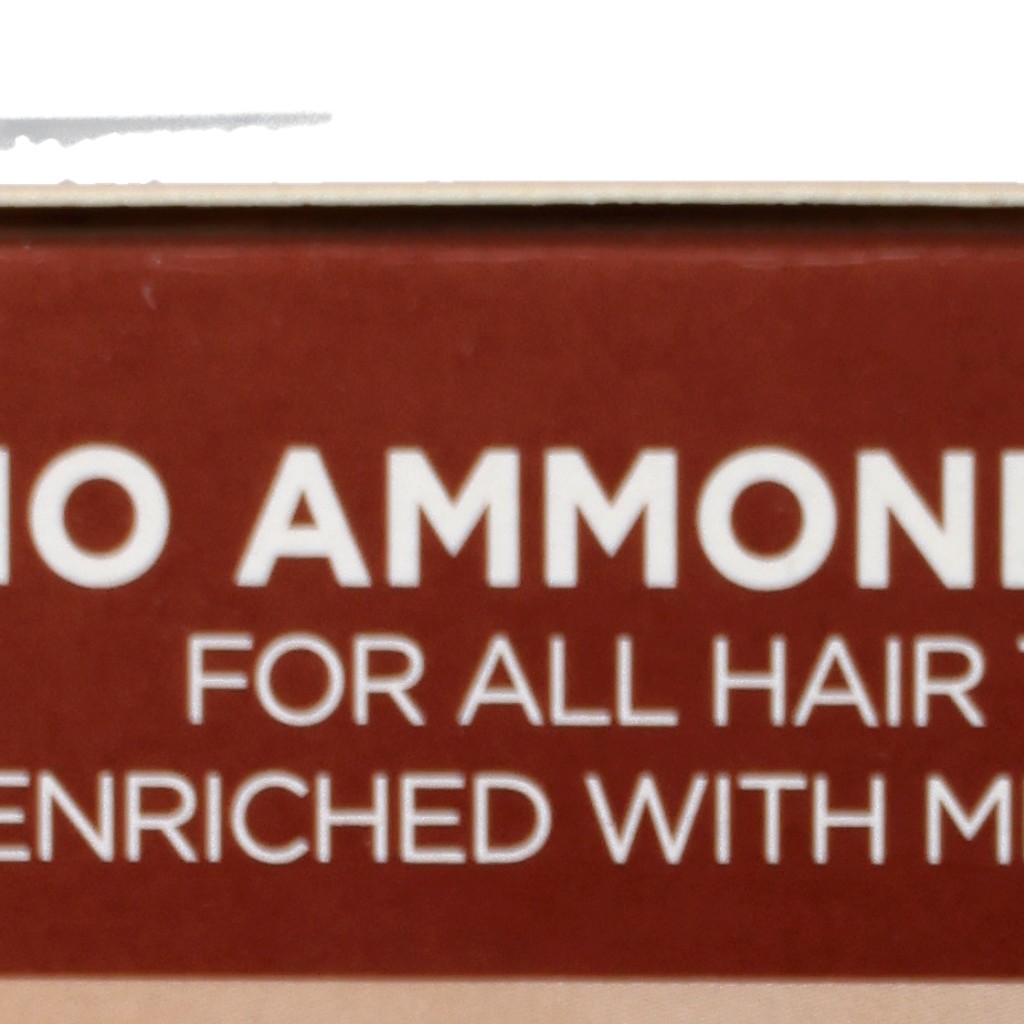 NO AMMONI
FOR ALL HAIR
ENRICHED WITH